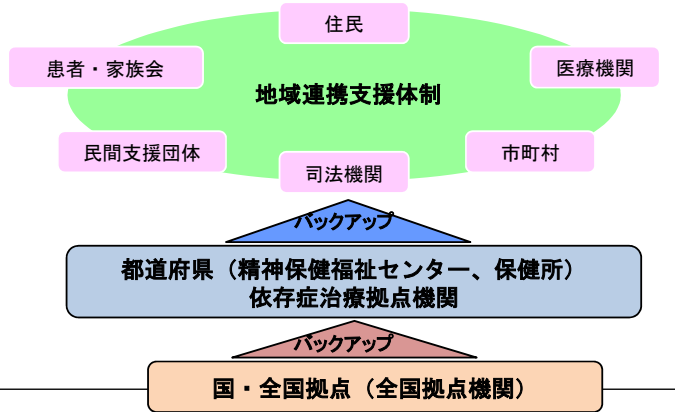 住民
患者・家族会
医療機関
地域連携支援体制
民間支援団体
市町村
司法機関
バックアップ
都道府県（精神保健福祉センター、保健所）
依存症治療拠点機関
バックアップ
国・全国拠点（全国拠点機関）